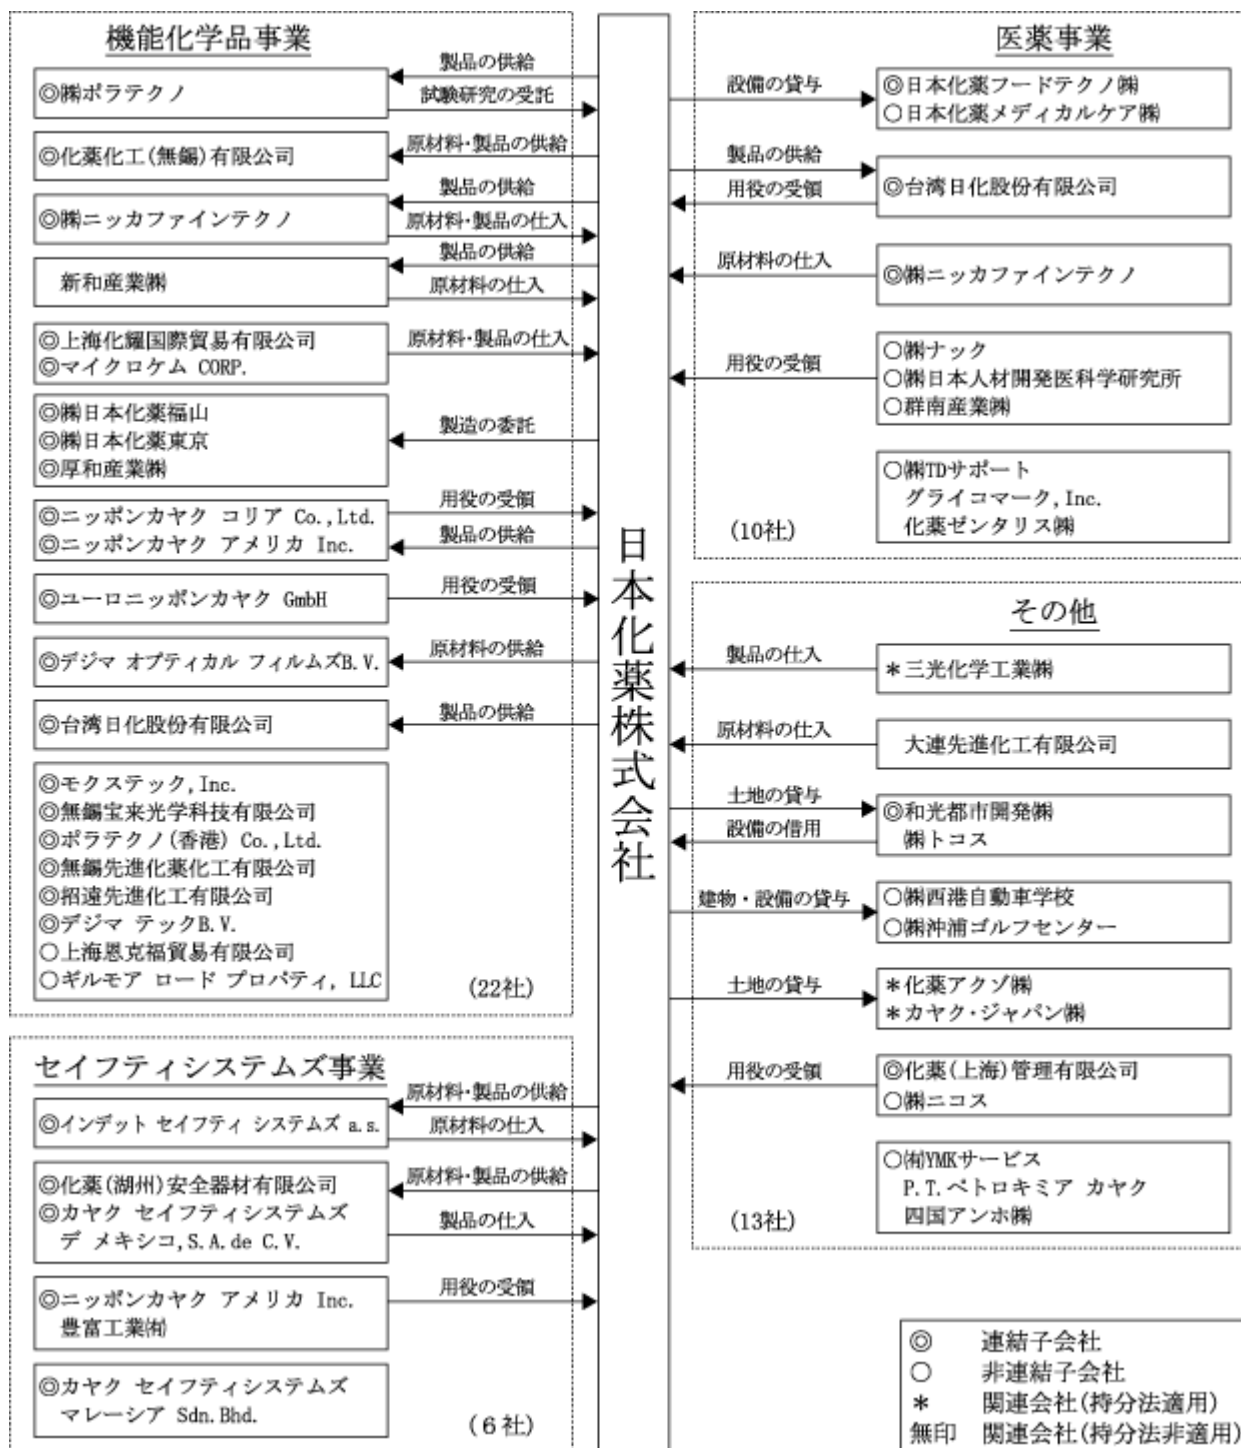 機能化学品事業
◎㈱ポラテクノ
製品の供給
試験研究の受託
◎化薬化工(無錫)有限公司
原材料・製品の供給
◎㈱ニッカファインテクノ
製品の供給
原材料・製品の仕入
新和産業㈱
製品の供給
原材料の仕入
◎上海化耀国際貿易有限公司
◎マイクロケム CORP.
原材料・製品の仕入
◎㈱日本化薬福山
◎㈱日本化薬東京
◎厚和産業㈱
製造の委託
◎ニッポンカヤク コリア Co.,Ltd.
◎ニッポンカヤク アメリカ Inc.
用役の受領
製品の供給
◎ユーロニッポンカヤク GmbH
用役の受領
◎デジマ オプティカル フィルムズB.V.
原材料の供給
◎台湾日化股份有限公司
製品の供給
◎モクステック,Inc.
◎無錫宝来光学科技有限公司
◎ポラテクノ(香港) Co.,Ltd.
◎無錫先進化薬化工有限公司
◎招遠先進化工有限公司
◎デジマ テックB.V.
○上海恩克福貿易有限公司
○ギルモア ロード プロパティ, LLC
(22社)
セイフティシステムズ事業
◎インデット セイフティ システムズ a.s.
原材料・製品の供給
原材料の仕入
◎化薬(湖州)安全器材有限公司
◎カヤク セイフティシステムズ
デ メキシコ,S.A.de C.V.
原材料・製品の供給
製品の仕入
◎ニッポンカヤク アメリカ Inc.
豊富工業㈲
用役の受領
◎カヤク セイフティシステムズ
マレーシア Sdn.Bhd.
(6社)
日本化薬株式会社
医薬事業
設備の貸与
◎日本化薬フードテクノ㈱
○日本化薬メディカルケア㈱
製品の供給
用役の受領
◎台湾日化股份有限公司
原材料の仕入
◎㈱ニッカファインテクノ
用役の受領
○㈱ナック
○㈱日本人材開発医科学研究所
○群南産業㈱
○㈱TDサポート
グライコマーク,Inc.
化薬ゼンタリス㈱
(10社)
その他
製品の仕入
＊三光化学工業㈱
原材料の仕入
大連先進化工有限公司
土地の貸与
設備の借用
◎和光都市開発㈱
㈱トコス
建物・設備の貸与
○㈱西港自動車学校
○㈱沖浦ゴルフセンター
土地の貸与
＊化薬アクゾ㈱
＊カヤク・ジャパン㈱
用役の受領
◎化薬(上海)管理有限公司
○㈱ニコス
○㈲YMKサービス
P.T.ペトロキミア カヤク
四国アンホ㈱
(13社)
◎ 連結子会社
○ 非連結子会社
＊ 関連会社(持分法適用)
無印 関連会社(持分法非適用)